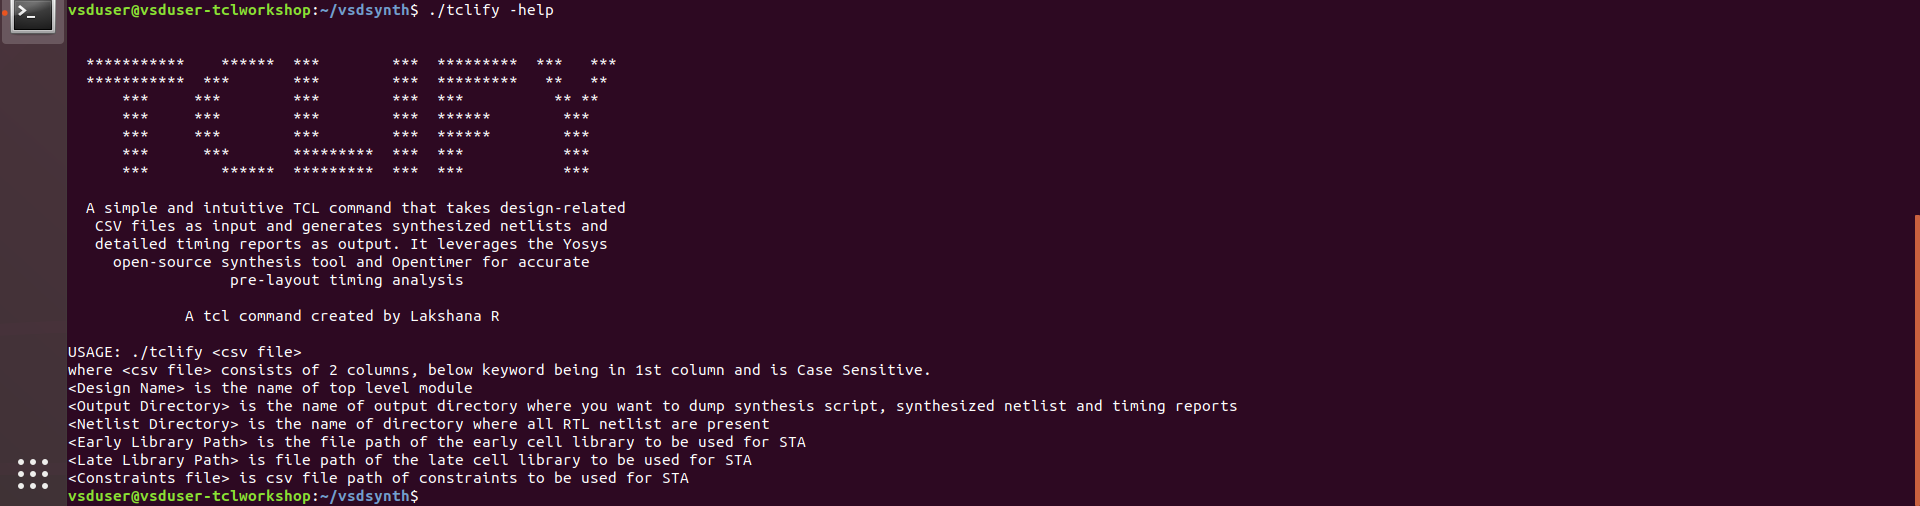 vsduser@vsduser-tclworkshop:~/vsdsynth$ ./tclify -help
  ***********    ******  ***        ***  *********  ***   ***
  ***********  ***       ***        ***  *********   **   **
      ***     ***        ***        ***  ***          ** **
      ***     ***        ***        ***  ******        ***
      ***     ***        ***        ***  ******        ***
      ***      ***       *********  ***  ***           ***
      ***        ******  *********  ***  ***           ***
A simple and intuitive TCL command that takes design-related
CSV files as input and generates synthesized netlists and
detailed timing reports as output. It leverages the Yosys
open-source synthesis tool and Opentimer for accurate
pre-layout timing analysis
A tcl command created by Lakshana R
USAGE: ./tclify <csv file>
where <csv file> consists of 2 columns, below keyword being in 1st column and is Case Sensitive.
<Design Name> is the name of top level module
<Output Directory> is the name of output directory where you want to dump synthesis script, synthesized netlist and timing reports
<Netlist Directory> is the name of directory where all RTL netlist are present
<Early Library Path> is the file path of the early cell library to be used for STA
<Late Library Path> is file path of the late cell library to be used for STA
<Constraints file> is csv file path of constraints to be used for STA
vsduser@vsduser-tclworkshop:~/vsdsynth$